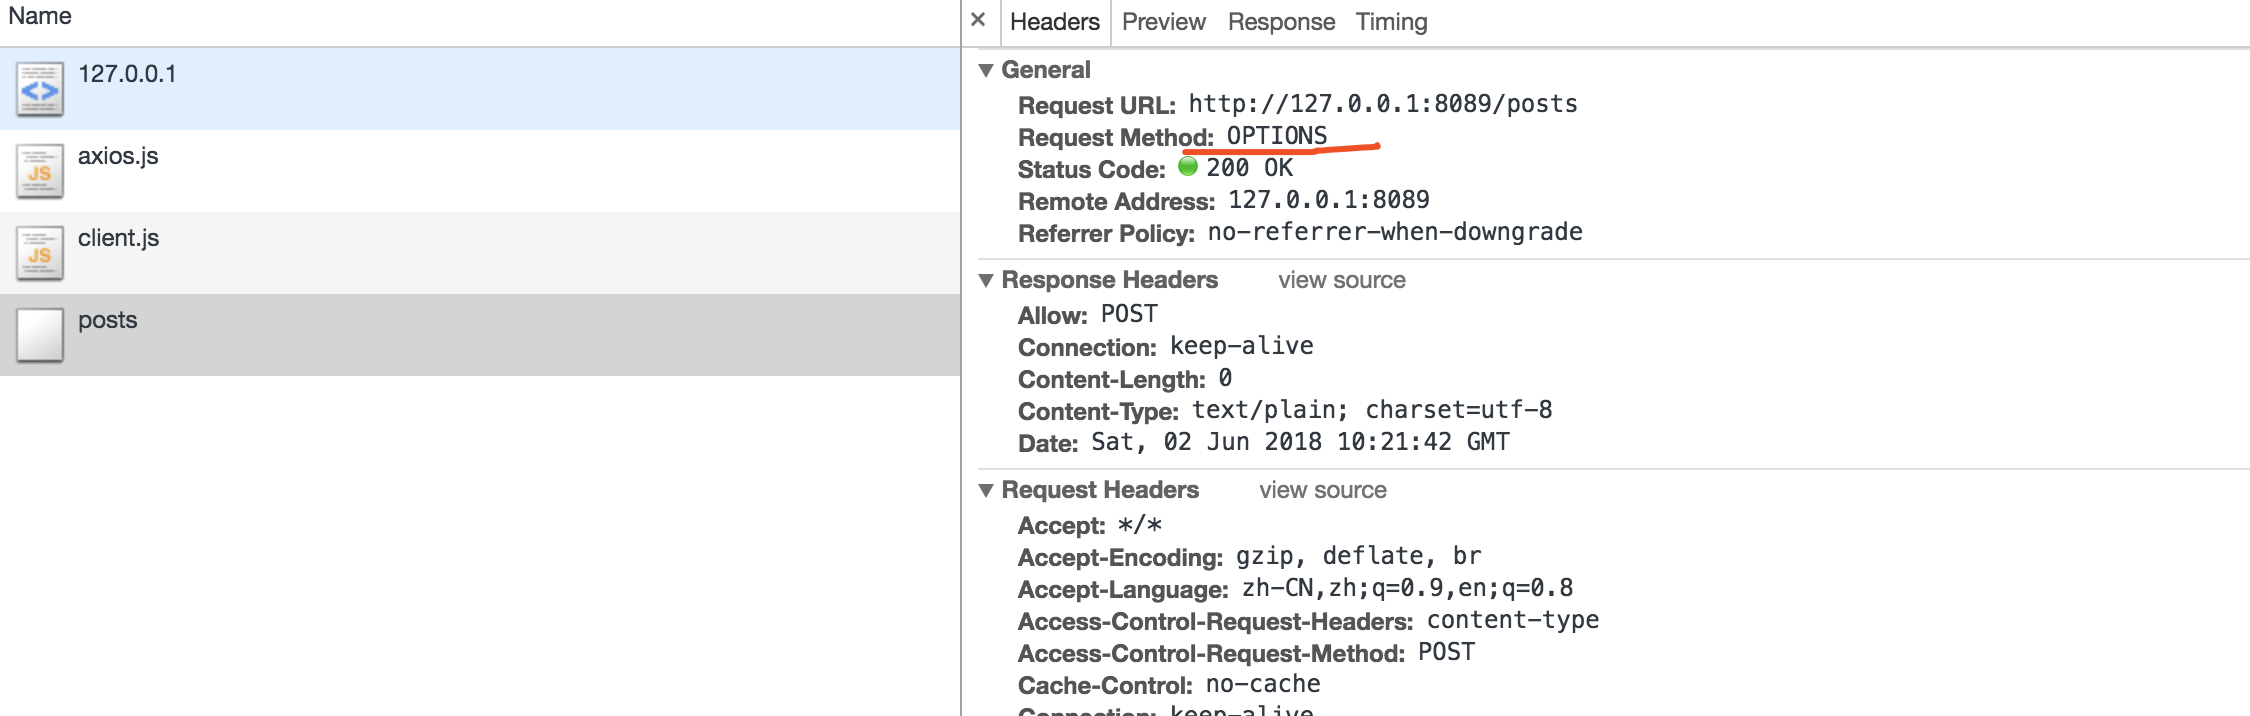 Name
127.0.0.1
axios.js
client.js
posts
× Headers Preview Response Timing
General
Request URL: http://127.0.0.1:8089/posts
Request Method: OPTIONS
Status Code: 200 OK
Remote Address: 127.0.0.1:8089
Referrer Policy: no-referrer-when-downgrade
Response Headers view source
Allow: POST
Connection: keep-alive
Content-Length: 0
Content-Type: text/plain; charset=utf-8
Date: Sat, 02 Jun 2018 10:21:42 GMT
Request Headers view source
Accept: */*
Accept-Encoding: gzip, deflate, br
Accept-Language: zh-CN,zh;q=0.9,en;q=0.8
Access-Control-Request-Headers: content-type
Access-Control-Request-Method: POST
Cache-Control: no-cache
Connection: keep-alive